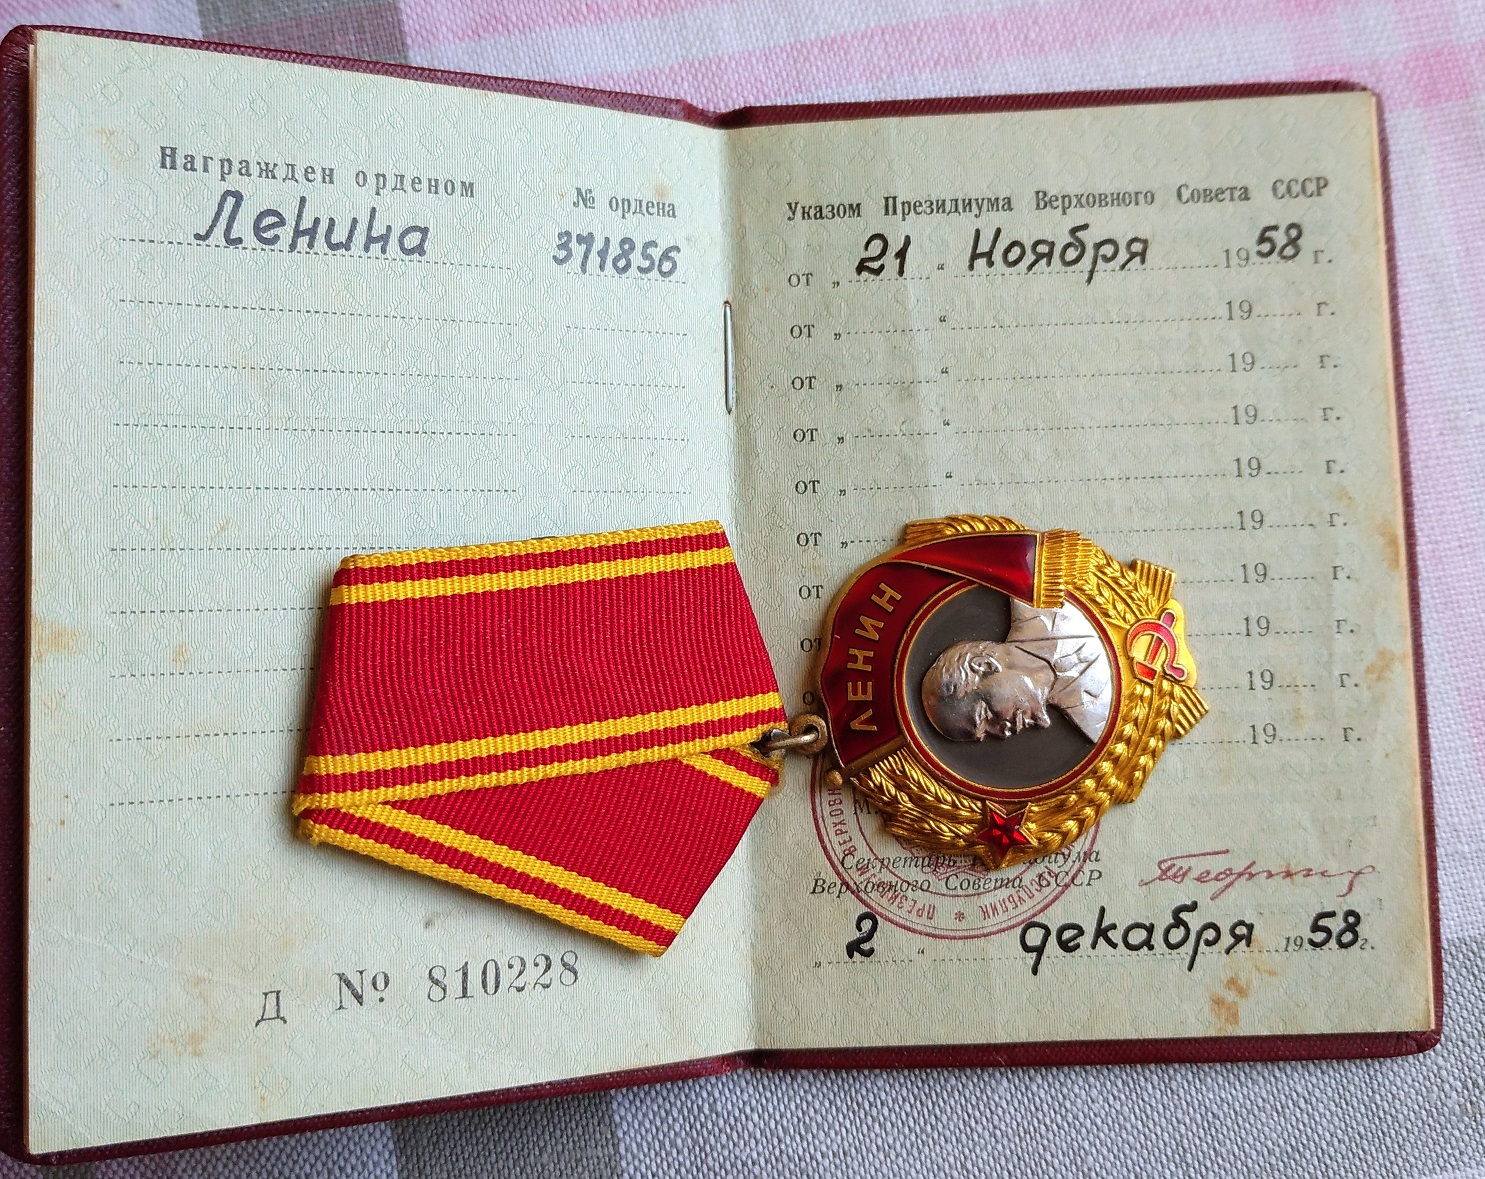 Награжден орденом
Ленина
№ ордена
371856
Д № 810228
Указом Президиума Верховного Совета СССР
от „ 21 “ Ноября 1958 г.
от „ “ 19 г.
от „ “ 19 г.
от „ “ 19 г.
от „ “ 19 г.
от „ 19 г.
от 19 г.
от 19 г.
19 г.
19 г.
ЛЕНИН
М.
Секретарь Президиума
Верховного Совета СССР
„ 2 “ декабря 1958 г.